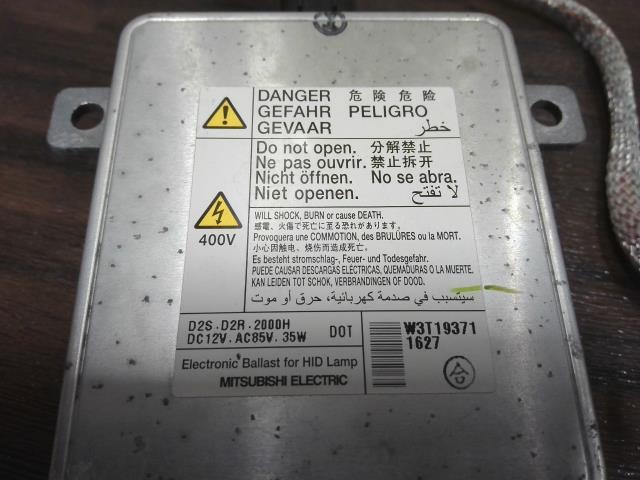 DANGER 危険 危险
GEFAHR PELIGRO
GEVAAR خطر
Do not open. 分解禁止
Ne pas ouvrir. 禁止拆开
Nicht öffnen. No se abra.
Niet openen. لا تفتح
400V
WILL SHOCK, BURN or cause DEATH.
感電、火傷で死亡に至る恐れがあります。
Provoquera une COMMOTION, des BRULÛRES ou la MORT.
小心因触电、烧伤而造成死亡。
Es besteht stromschlag-, Feuer- und Todesgefahr.
PUEDE CAUSAR DESCARGAS ELÉCTRICAS, QUEMADURAS O LA MUERTE.
KAN LEIDEN TOT SCHOK, VERBRANDINGEN OF DOOD.
سيتسبب في صدمة كهربائية، حرق أو موت
D2S.D2R.2000H
DC12V.AC85V.35W DOT
W3T19371
1627
Electronic Ballast for HID Lamp
MITSUBISHI ELECTRIC